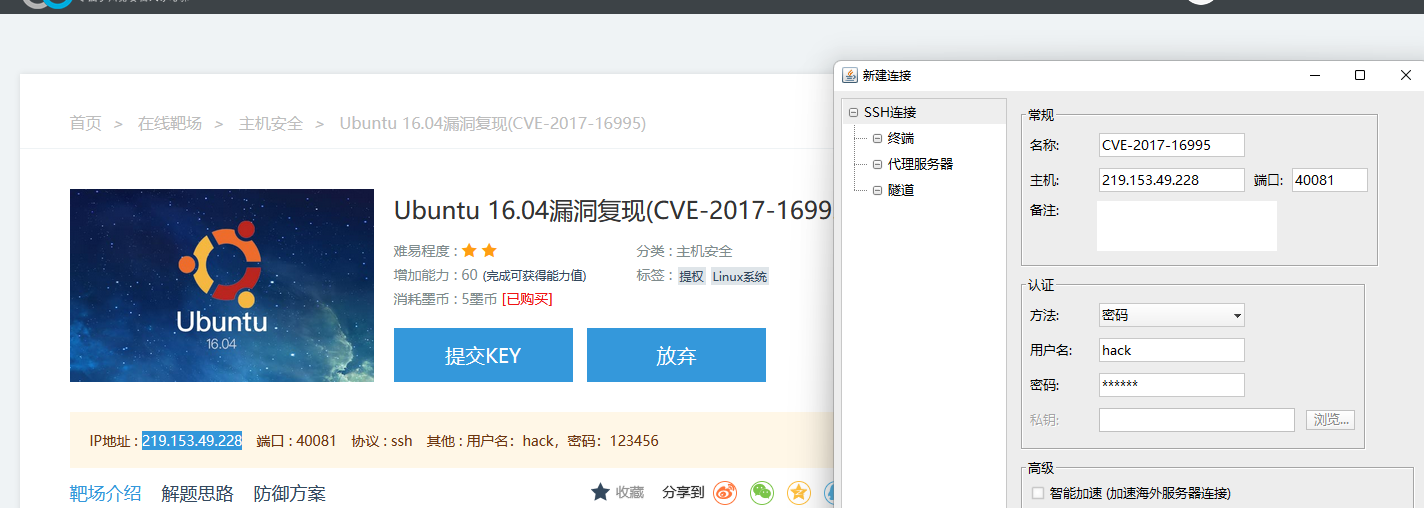 首页 > 在线靶场 > 主机安全 > Ubuntu 16.04漏洞复现(CVE-2017-16995)
Ubuntu
16.04
Ubuntu 16.04漏洞复现(CVE-2017-1699
难易程度 :
分类 : 主机安全
增加能力 : 60 (完成可获得能力值)
标签 : 提权 Linux系统
消耗墨币 : 5墨币 [已购买]
提交KEY
放弃
IP地址 : 219.153.49.228 端口 : 40081 协议 : ssh 其他 : 用户名：hack，密码：123456
靶场介绍 解题思路 防御方案
收藏 分享到
新建连接
SSH连接
终端
代理服务器
隧道
常规
名称: CVE-2017-16995
主机: 219.153.49.228 端口: 40081
备注:
认证
方法: 密码
用户名: hack
密码: ******
私钥: 浏览...
高级
智能加速 (加速海外服务器连接)